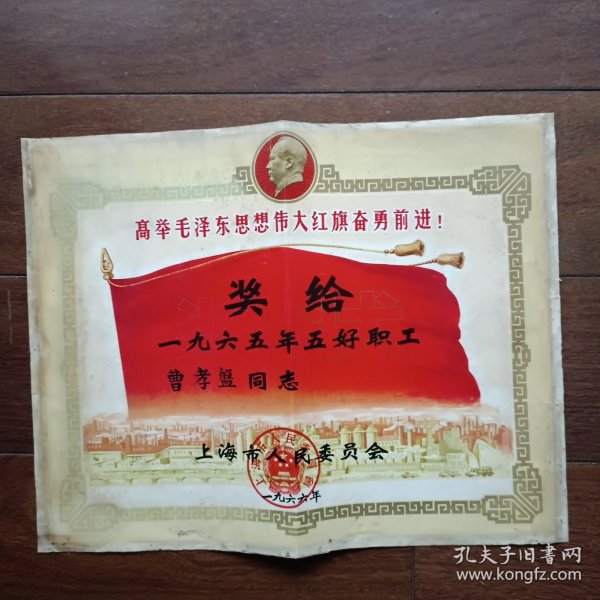 高举毛泽东思想伟大红旗奋勇前进！
奖给
一九六五年五好职工
曹孝盤同志
上海市人民委员会
一九六六年
孔夫子旧书网
www.kongfz.com